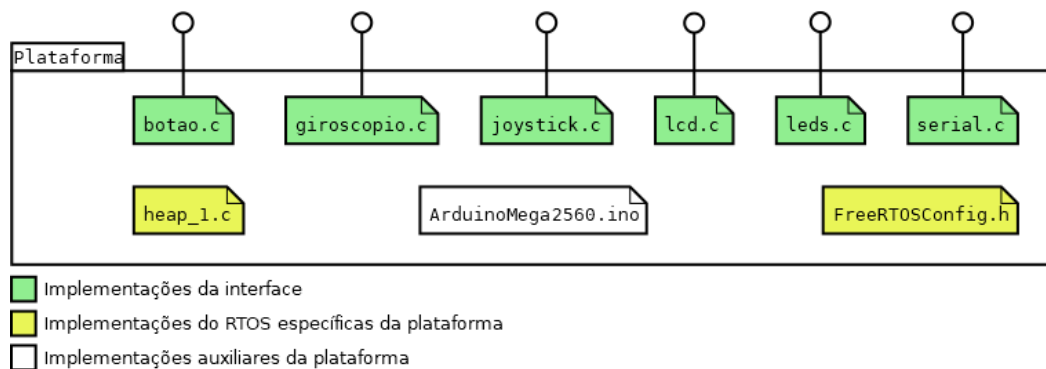 Plataforma
botao.c giroscopio.c joystick.c lcd.c leds.c serial.c
heap_1.c ArduinoMega2560.ino FreeRTOSConfig.h
Implementações da interface
Implementações do RTOS específicas da plataforma
Implementações auxiliares da plataforma